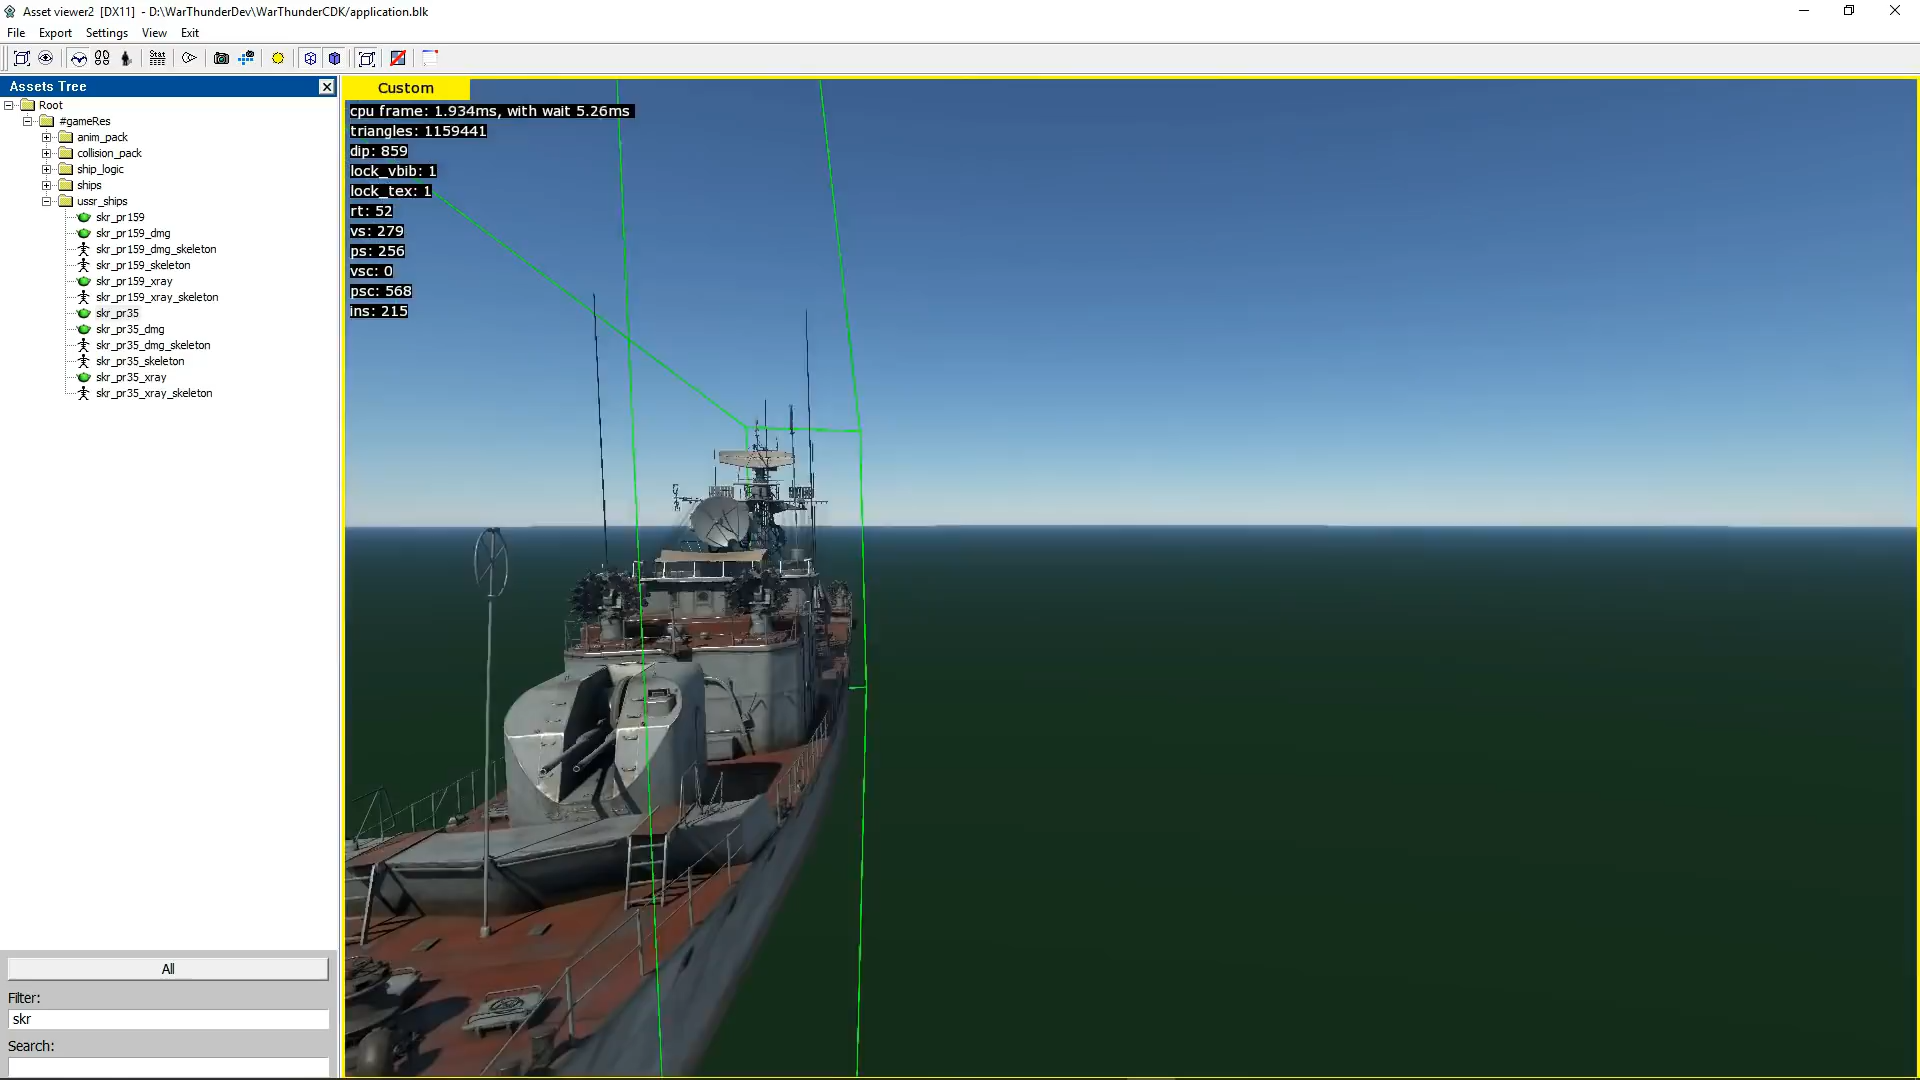 Asset viewer2 [DX11] - D:\WarThunderDev\WarThunderCDK/application.blk
File Export Settings View Exit
Stat
Assets Tree
Root
#gameRes
anim_pack
collision_pack
ship_logic
ships
ussr_ships
skr_pr159
skr_pr159_dmg
skr_pr159_dmg_skeleton
skr_pr159_skeleton
skr_pr159_xray
skr_pr159_xray_skeleton
skr_pr35
skr_pr35_dmg
skr_pr35_dmg_skeleton
skr_pr35_skeleton
skr_pr35_xray
skr_pr35_xray_skeleton
All
Filter:
skr
Search:
Custom
cpu frame: 1.934ms, with wait 5.26ms
triangles: 1159441
dip: 859
lock_vbib: 1
lock_tex: 1
rt: 52
vs: 279
ps: 256
vsc: 0
psc: 568
ins: 215